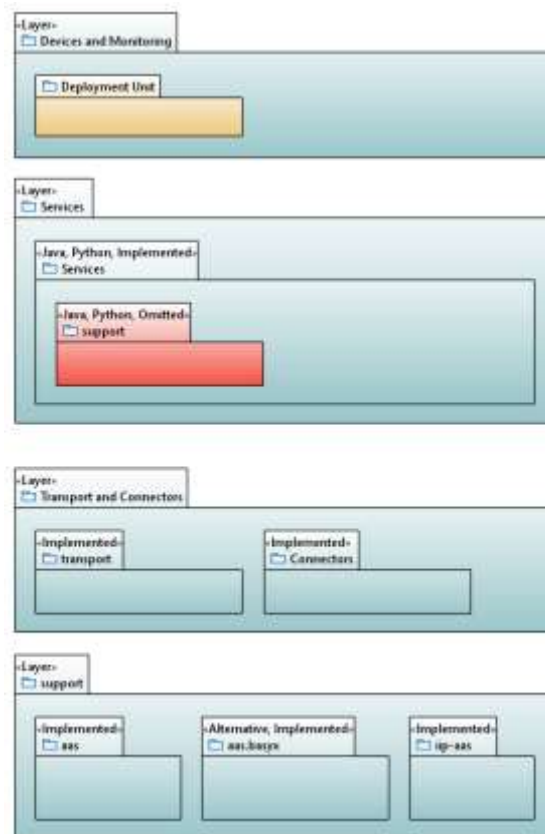 «Layer»
Devices and Monitoring
Deployment Unit
«Layer»
Services
«Java, Python, Implemented»
Services
«Java, Python, Omitted»
support
«Layer»
Transport and Connectors
«Implemented»
transport
«Implemented»
Connectors
«Layer»
support
«Implemented»
aas
«Alternative, Implemented»
aas.basyx
«Implemented»
iip-aas